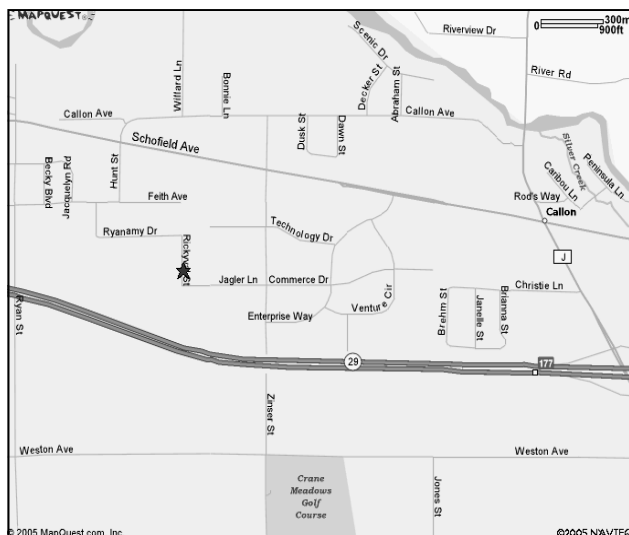 MAPQUEST
300m
0
900ft
Riverview Dr
Scenic Dr
River Rd
Willard Ln
Bonnie Ln
Decker St
Abraham St
Callon Ave
Callon Ave
Dusk St
Dawn St
Schofield Ave
Silver Creek
Peninsula Ln
Caribou Ln
Becky Blvd
Jacquelyn Rd
Hunt St
Feith Ave
Rod's Way
Callon
Ryanamy Dr
Technology Dr
J
St
Jagler Ln
Commerce Dr
Christie Ln
Ryan St
Venture Cir
Enterprise Way
Brehm St
Janelle St
Brianna St
29
177
Zinser St
Weston Ave
Weston Ave
Crane
Meadows
Golf
Course
Jones St
© 2005 MapQuest.com, Inc.
©2005 NAVTEQ